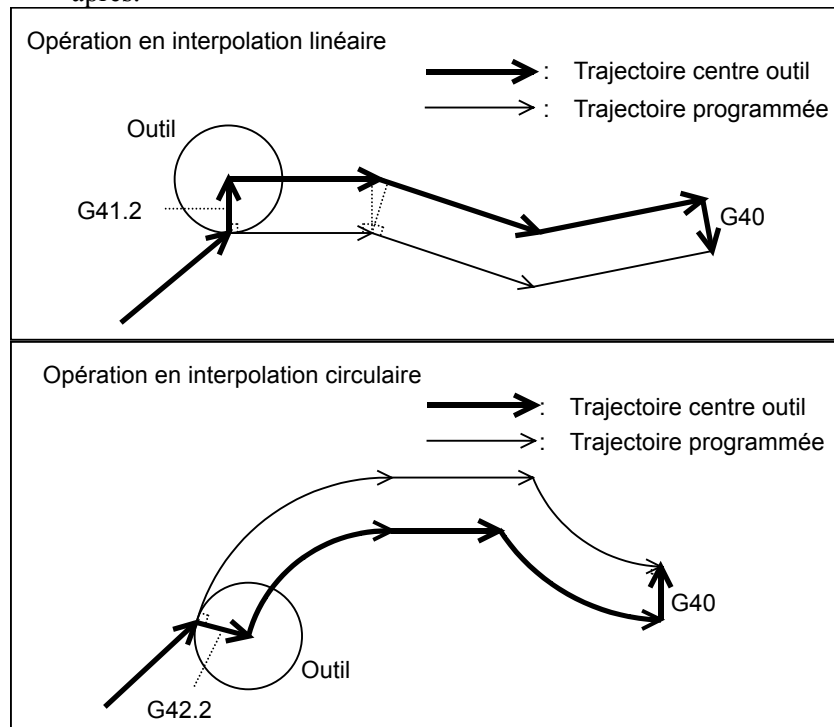 après.
Opération en interpolation linéaire
: Trajectoire centre outil
: Trajectoire programmée
Outil
G41.2
G40
Opération en interpolation circulaire
: Trajectoire centre outil
: Trajectoire programmée
G40
Outil
G42.2